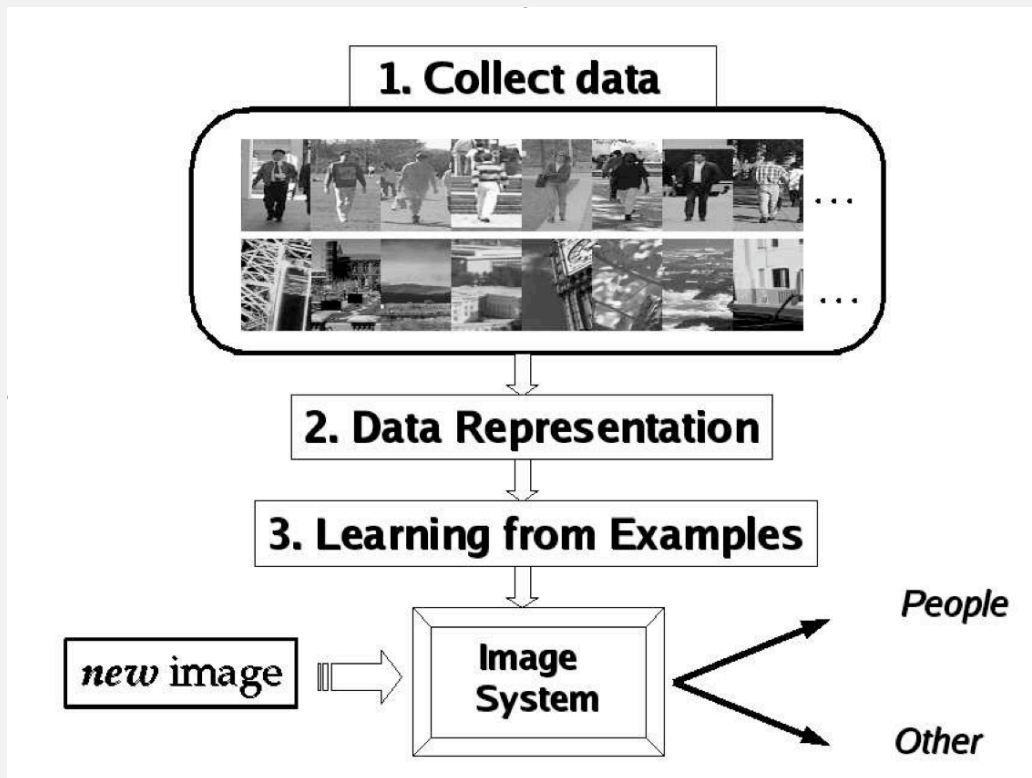 1. Collect data
. . .
. . .
2. Data Representation
3. Learning from Examples
People
new image
Image
System
Other